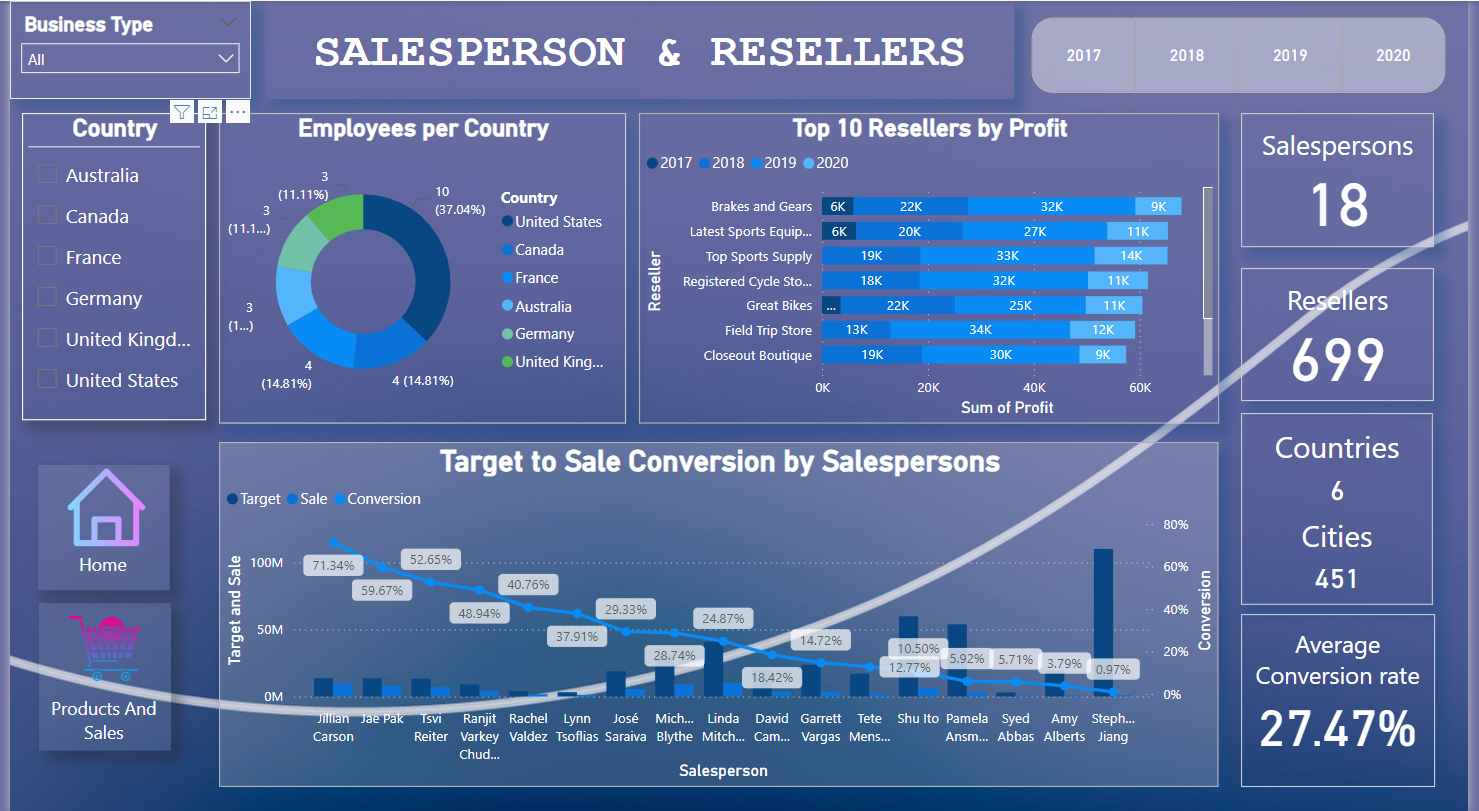 Business Type
All
SALESPERSON & RESELLERS
2017
2018
2019
2020
Country
Australia
Canada
France
Germany
United Kingd...
United States
Employees per Country
3
(11.11%)
10
(37.04%)
3
(11.1...)
3
(1...)
4
(14.81%)
4 (14.81%)
Country
United States
Canada
France
Australia
Germany
United King...
Top 10 Resellers by Profit
2017 2018 2019 2020
Reseller
Brakes and Gears 6K 22K 32K 9K
Latest Sports Equip... 6K 20K 27K 11K
Top Sports Supply 19K 33K 14K
Registered Cycle Sto... 18K 32K 11K
Great Bikes ... 22K 25K 11K
Field Trip Store 13K 34K 12K
Closeout Boutique 19K 30K 9K
0K 20K 40K 60K
Sum of Profit
Salespersons
18
Resellers
699
Countries
6
Cities
451
Average
Conversion rate
27.47%
Home
Products And
Sales
Target to Sale Conversion by Salespersons
Target Sale Conversion
Target and Sale
100M
50M
0M
71.34%
59.67%
52.65%
48.94%
40.76%
37.91%
29.33%
28.74%
24.87%
18.42%
14.72%
12.77%
10.50%
5.92%
5.71%
3.79%
0.97%
80%
60%
40%
20%
0%
Conversion
Jillian
Carson
Jae Pak
Tsvi
Reiter
Ranjit
Varkey
Chud...
Rachel
Valdez
Lynn
Tsoflias
José
Saraiva
Mich...
Blythe
Linda
Mitch...
David
Cam...
Garrett
Vargas
Tete
Mens...
Shu Ito
Pamela
Ansm...
Syed
Abbas
Amy
Alberts
Steph...
Jiang
Salesperson